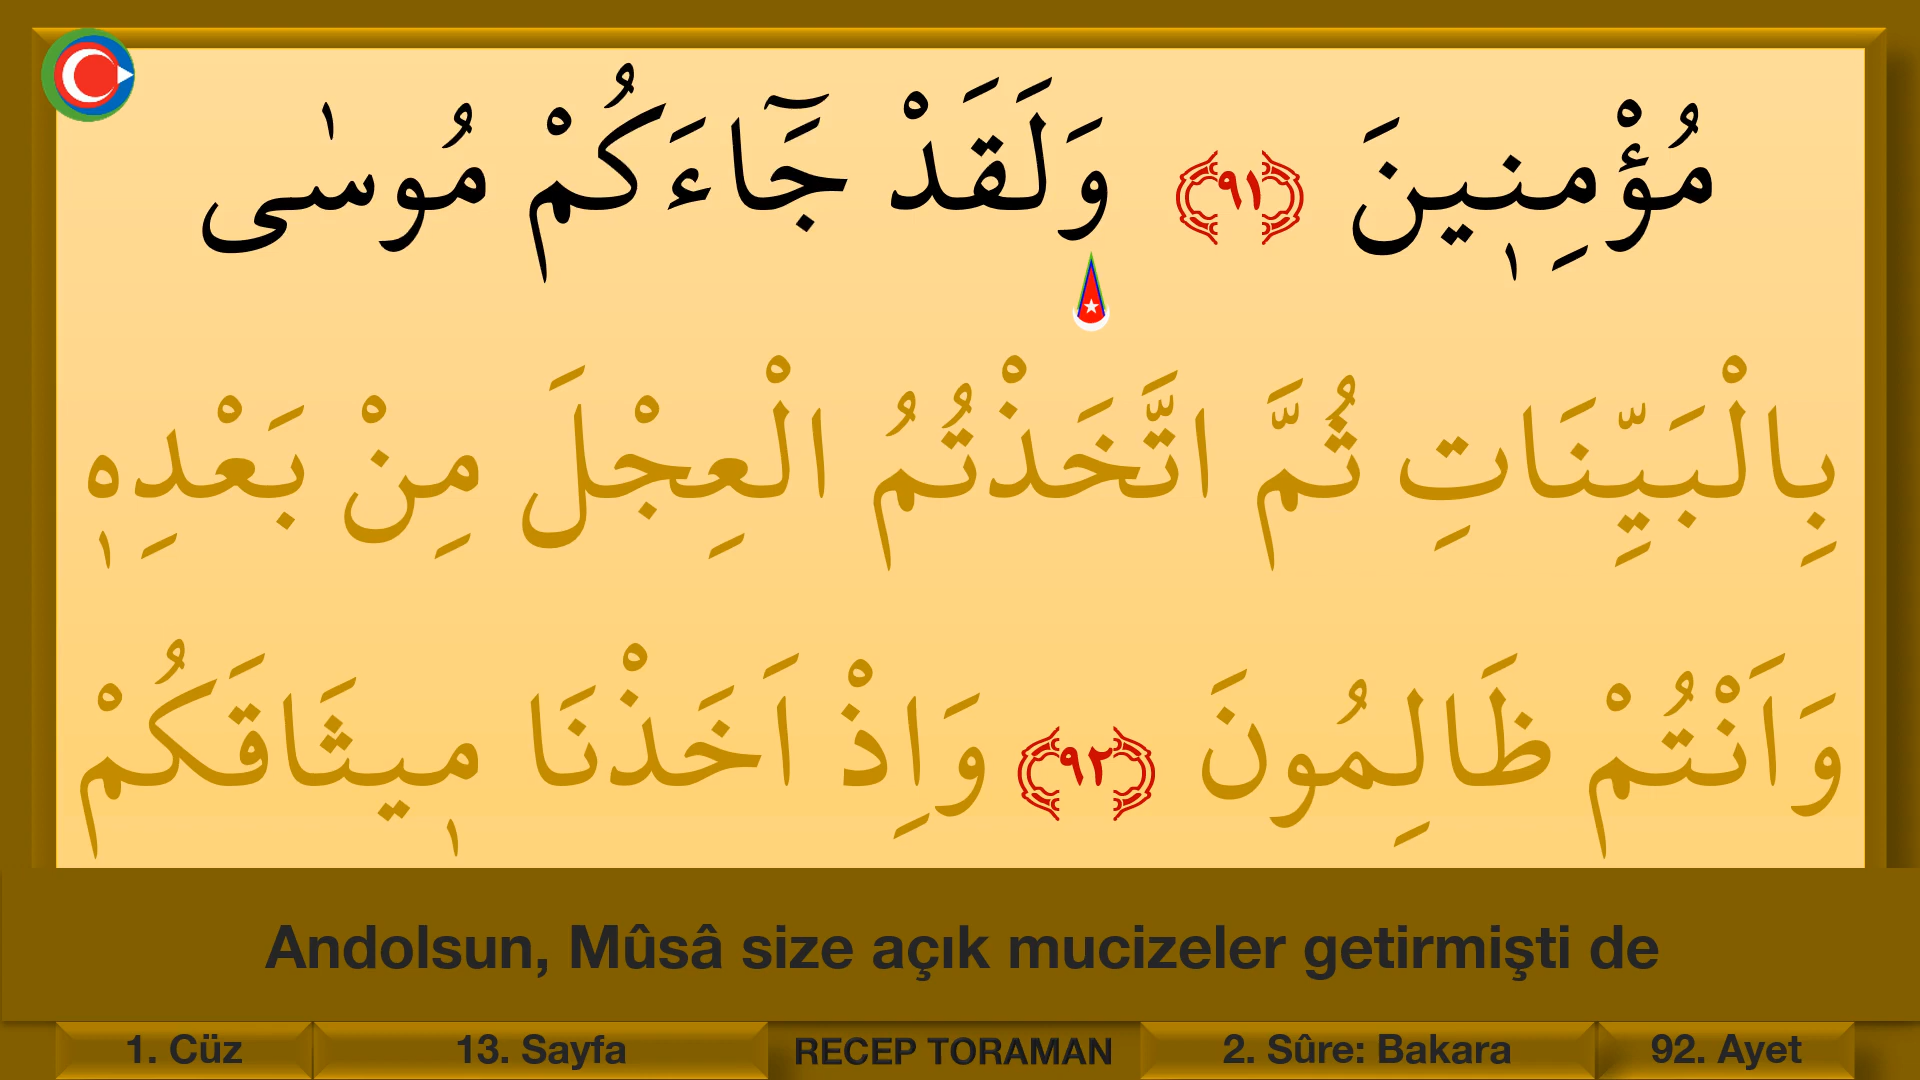 مُؤْمِنٖينَ ﴿٩١﴾ وَلَقَدْ جَٓاءَكُمْ مُوسٰى
بِالْبَيِّنَاتِ ثُمَّ اتَّخَذْتُمُ الْعِجْلَ مِنْ بَعْدِهٖ
وَاَنْتُمْ ظَالِمُونَ ﴿٩٢﴾ وَاِذْ اَخَذْنَا مٖيثَاقَكُمْ
Andolsun, Mûsâ size açık mucizeler getirmişti de
1. Cüz 13. Sayfa RECEP TORAMAN 2. Sûre: Bakara 92. Ayet